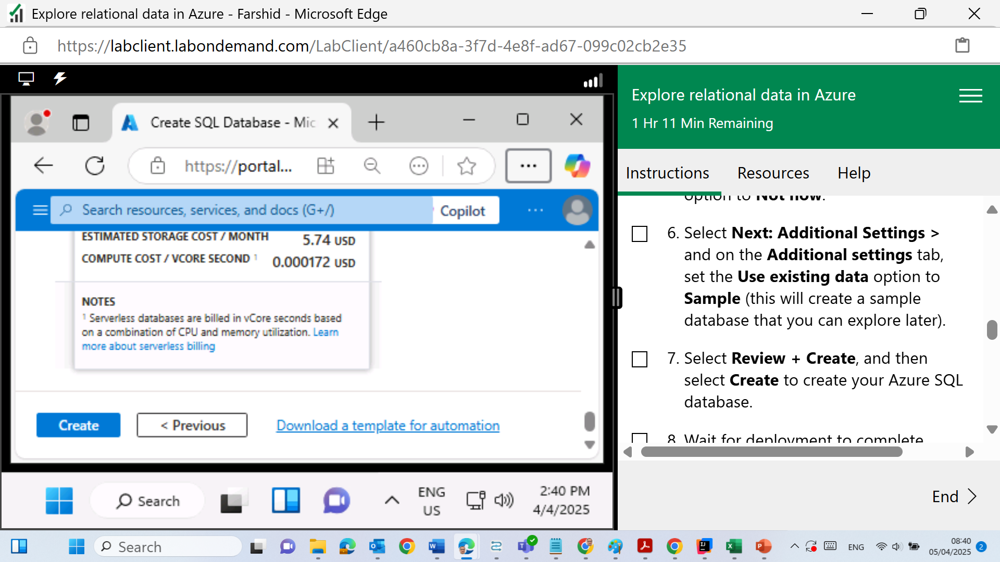 Explore relational data in Azure - Farshid - Microsoft Edge
https://labclient.labondemand.com/LabClient/a460cb8a-3f7d-4e8f-ad67-099c02cb2e35
Create SQL Database - Mic
https://portal...
Search resources, services, and docs (G+/)
Copilot
ESTIMATED STORAGE COST / MONTH 5.74 USD
COMPUTE COST / VCORE SECOND 1 0.000172 USD
NOTES
1 Serverless databases are billed in vCore seconds based
on a combination of CPU and memory utilization. Learn
more about serverless billing
Create
< Previous
Download a template for automation
Search
ENG
US
2:40 PM
4/4/2025
Explore relational data in Azure
1 Hr 11 Min Remaining
Instructions
Resources
Help
option to Not now.
6. Select Next: Additional Settings >
and on the Additional settings tab,
set the Use existing data option to
Sample (this will create a sample
database that you can explore later).
7. Select Review + Create, and then
select Create to create your Azure SQL
database.
8. Wait for deployment to complete
End
Search
ENG
08:40
05/04/2025
2